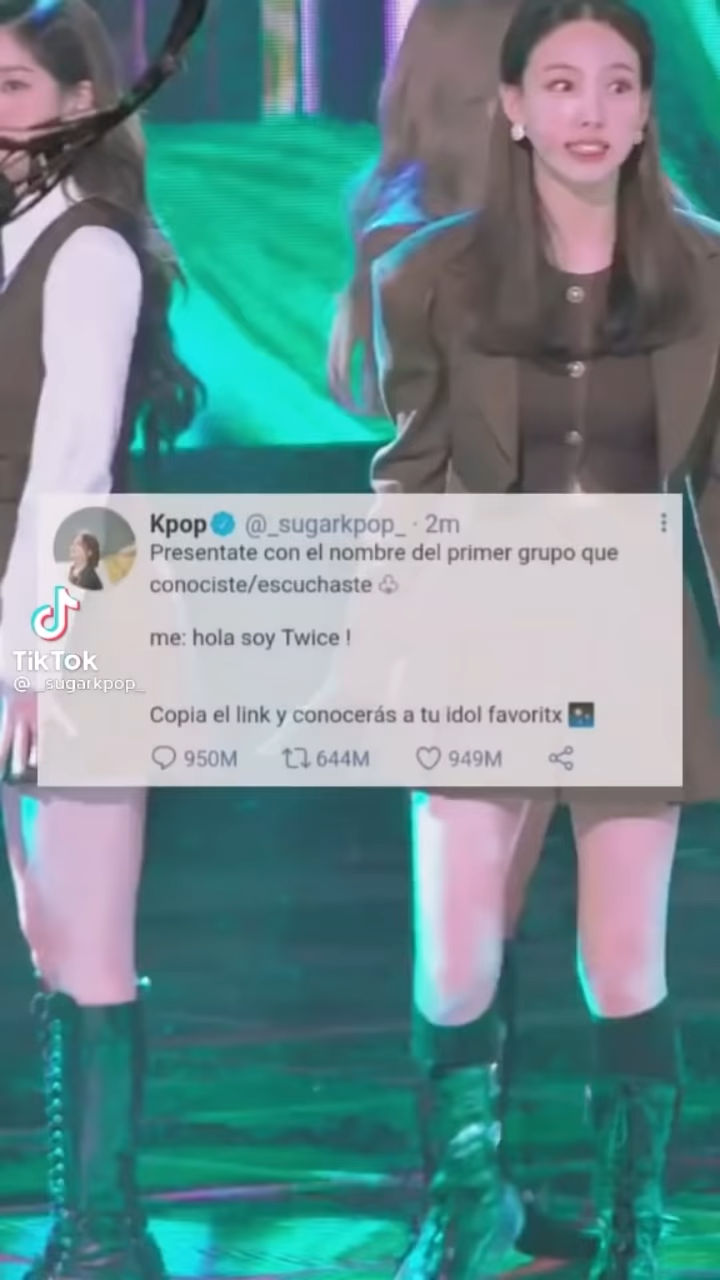 Kpop @_sugarkpop_ · 2m
Presentate con el nombre del primer grupo que
conociste/escuchaste ♧
me: hola soy Twice !
Copia el link y conocerás a tu idol favoritx 🌃
950M 644M 949M
TikTok
@_sugarkpop_